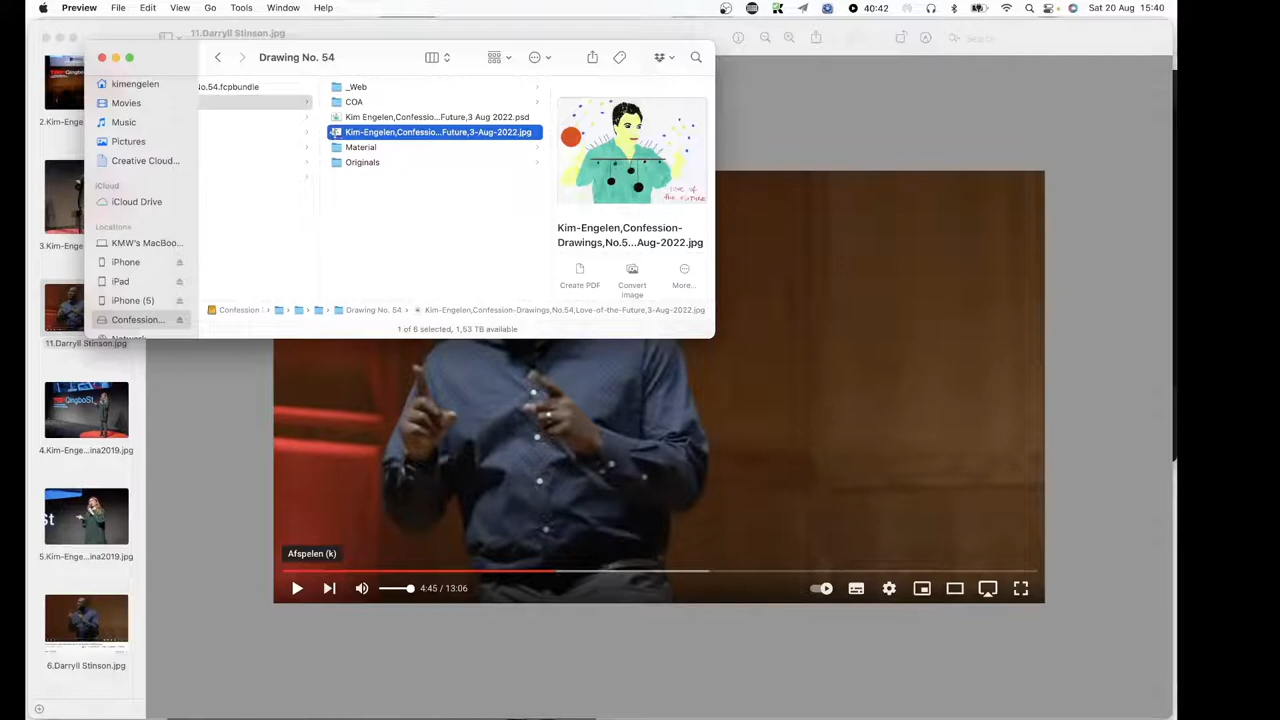 Preview File Edit View Go Tools Window Help 40:42 Sat 20 Aug 15:40
11.Darryll Stinson.jpg
Search
Drawing No. 54
2.Kim-Enge
3.Kim-Enge
11.Darryll Stinson.jpg
4.Kim-Enge...ina2019.jpg
5.Kim-Enge...ina2019.jpg
6.Darryll Stinson.jpg
kimengelen
Movies
Music
Pictures
Creative Cloud...
iCloud
iCloud Drive
Locations
KMW's MacBoo...
iPhone
iPad
iPhone (5)
Confession...
Network
No.54.fcpbundle
_Web
COA
Kim Engelen,Confessio...Future,3 Aug 2022.psd
Kim-Engelen,Confessio...Future,3-Aug-2022.jpg
Material
Originals
love of
the future
Kim-Engelen,Confession-
Drawings,No.5...Aug-2022.jpg
Create PDF
Convert
image
More...
Confession
Drawing No. 54
Kim-Engelen,Confession-Drawings,No.54,Love-of-the-Future,3-Aug-2022.jpg
1 of 6 selected, 1,53 TB available
Afspelen (k)
4:45 / 13:06